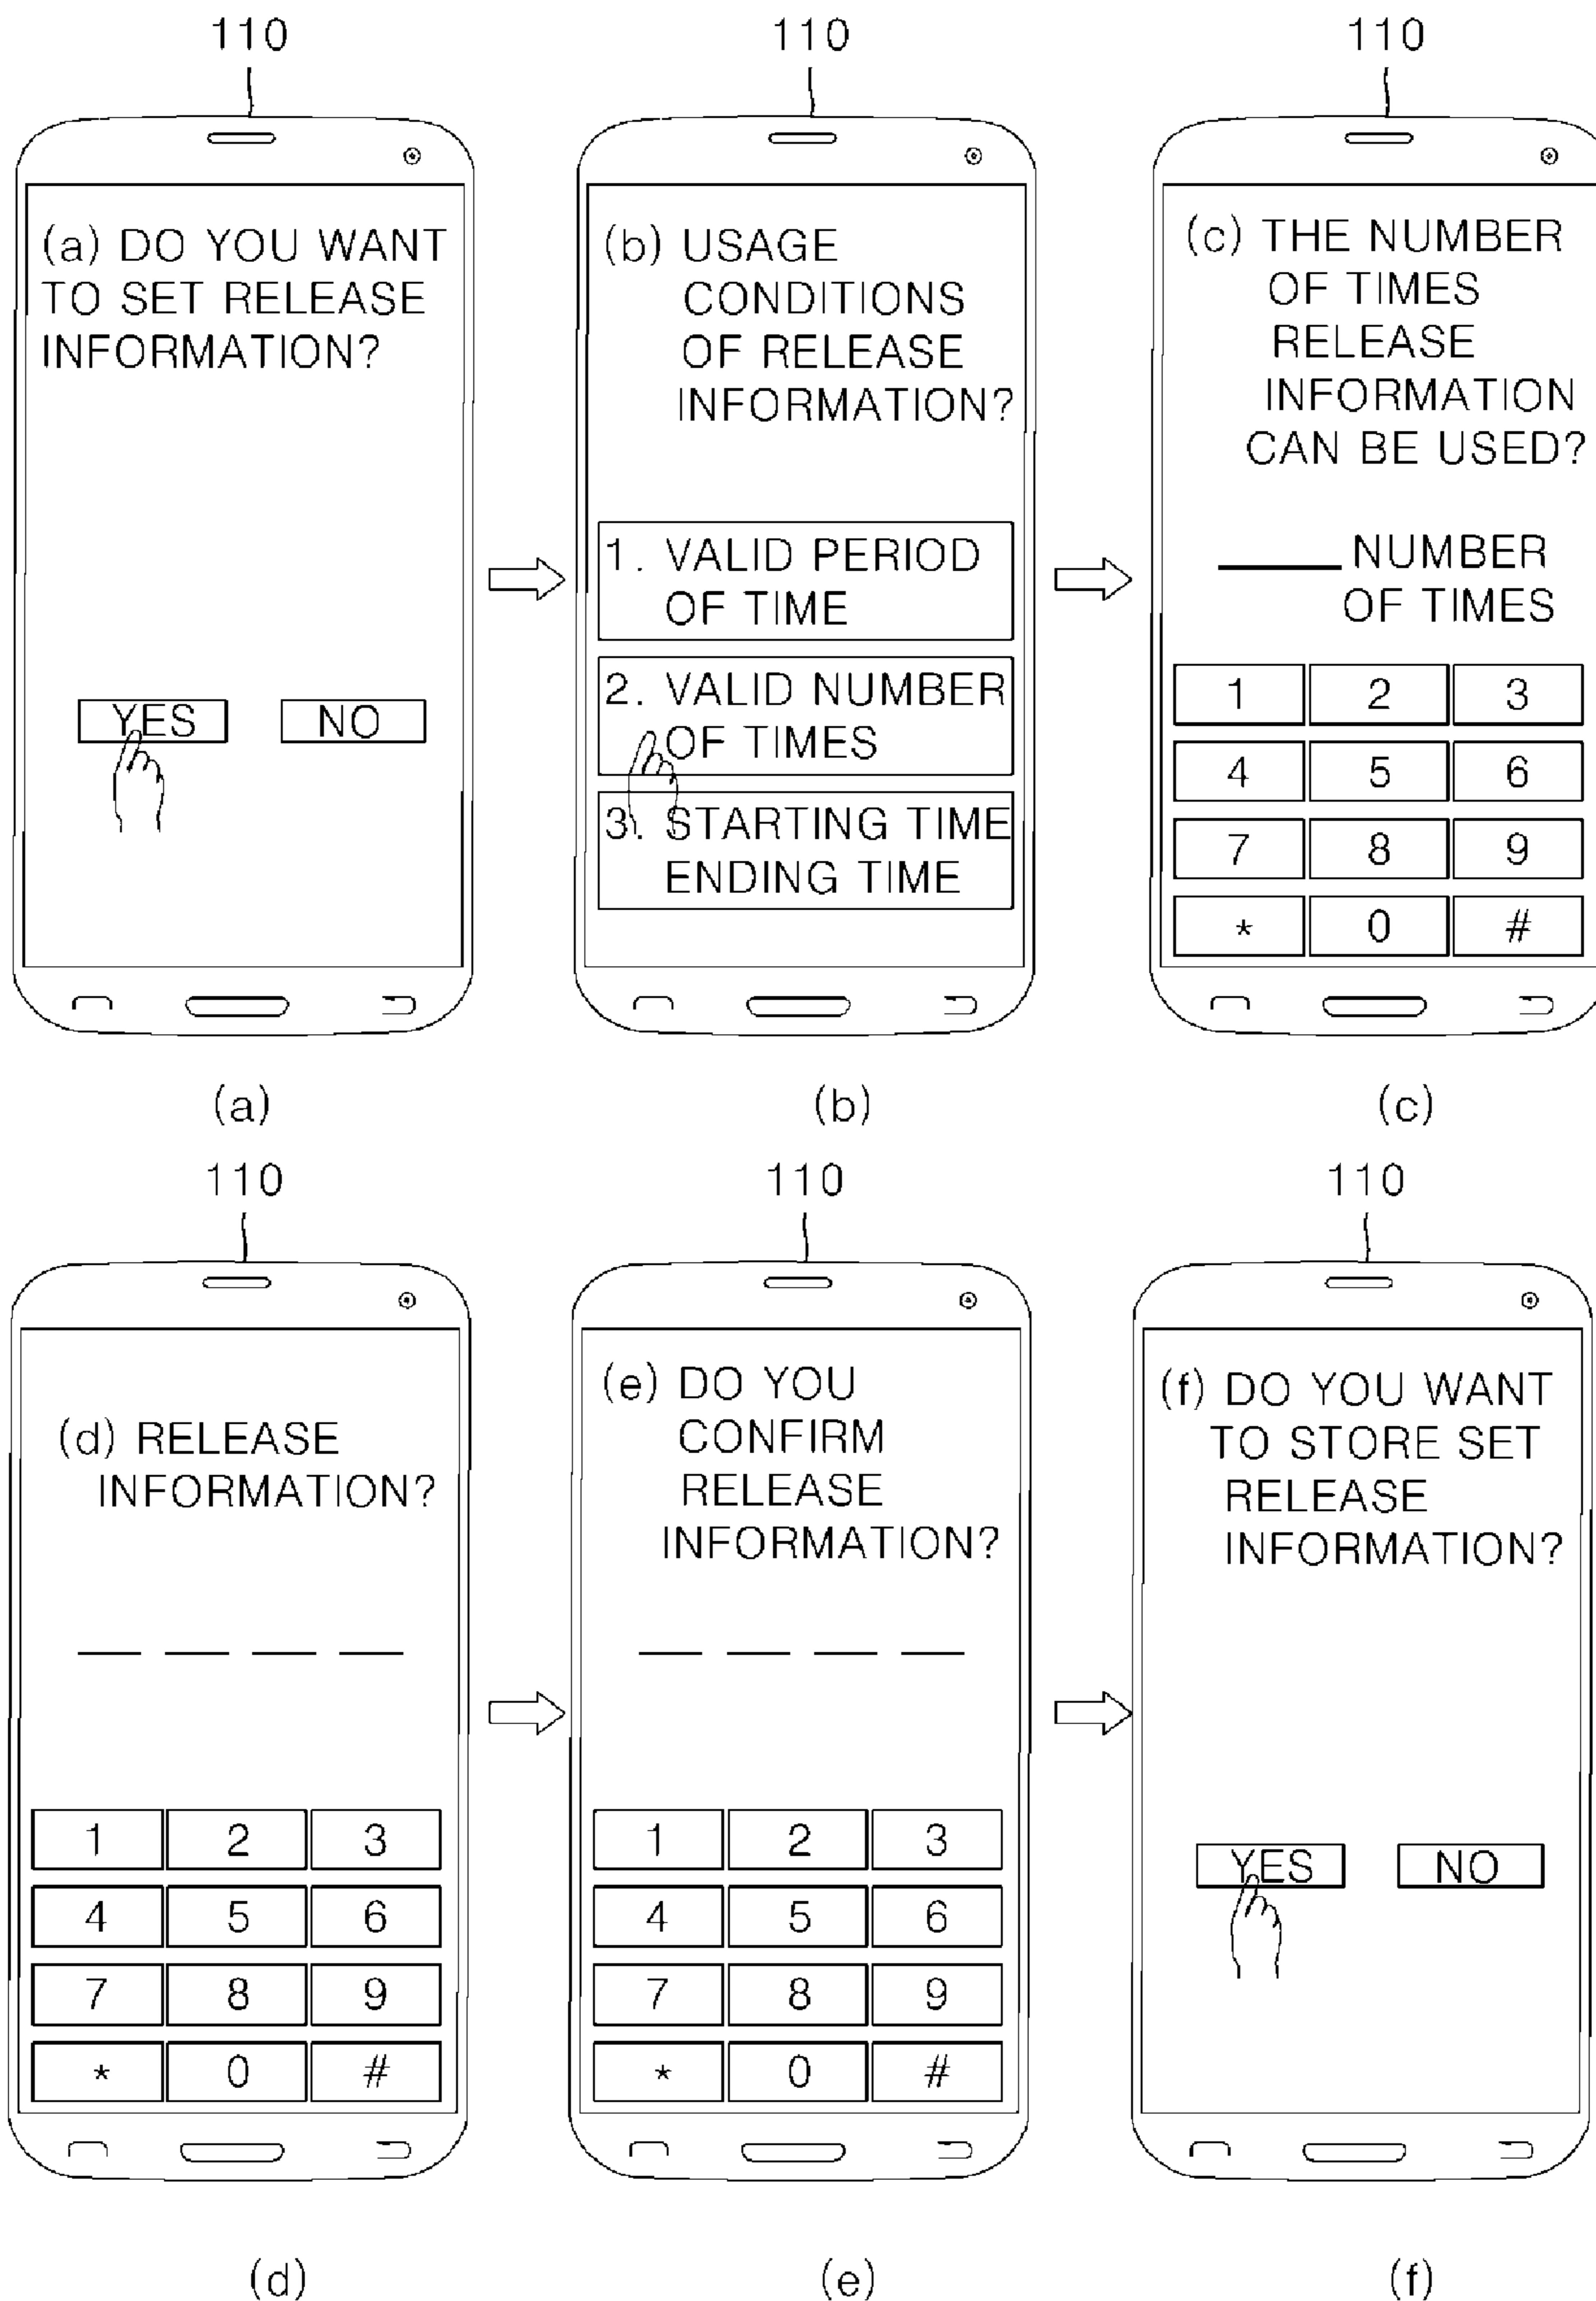 110
110
110
(a) DO YOU WANT
TO SET RELEASE
INFORMATION?
YES
NO
(b) USAGE
CONDITIONS
OF RELEASE
INFORMATION?
1. VALID PERIOD
OF TIME
2. VALID NUMBER
OF TIMES
3. STARTING TIME
ENDING TIME
(c) THE NUMBER
OF TIMES
RELEASE
INFORMATION
CAN BE USED?
NUMBER
OF TIMES
1 2 3
4 5 6
7 8 9
* 0 #
(a)
(b)
(c)
110
110
110
(d) RELEASE
INFORMATION?
1 2 3
4 5 6
7 8 9
* 0 #
(e) DO YOU
CONFIRM
RELEASE
INFORMATION?
1 2 3
4 5 6
7 8 9
* 0 #
(f) DO YOU WANT
TO STORE SET
RELEASE
INFORMATION?
YES
NO
(d)
(e)
(f)